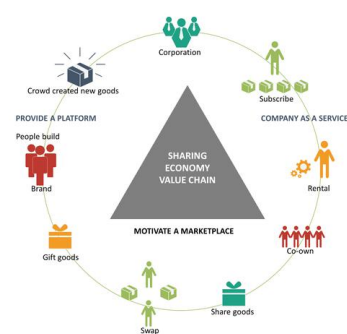 Corporation
Crowd created new goods
Subscribe
PROVIDE A PLATFORM
COMPANY AS A SERVICE
People build
Brand
SHARING
ECONOMY
VALUE CHAIN
Rental
MOTIVATE A MARKETPLACE
Gift goods
Co-own
Share goods
Swap